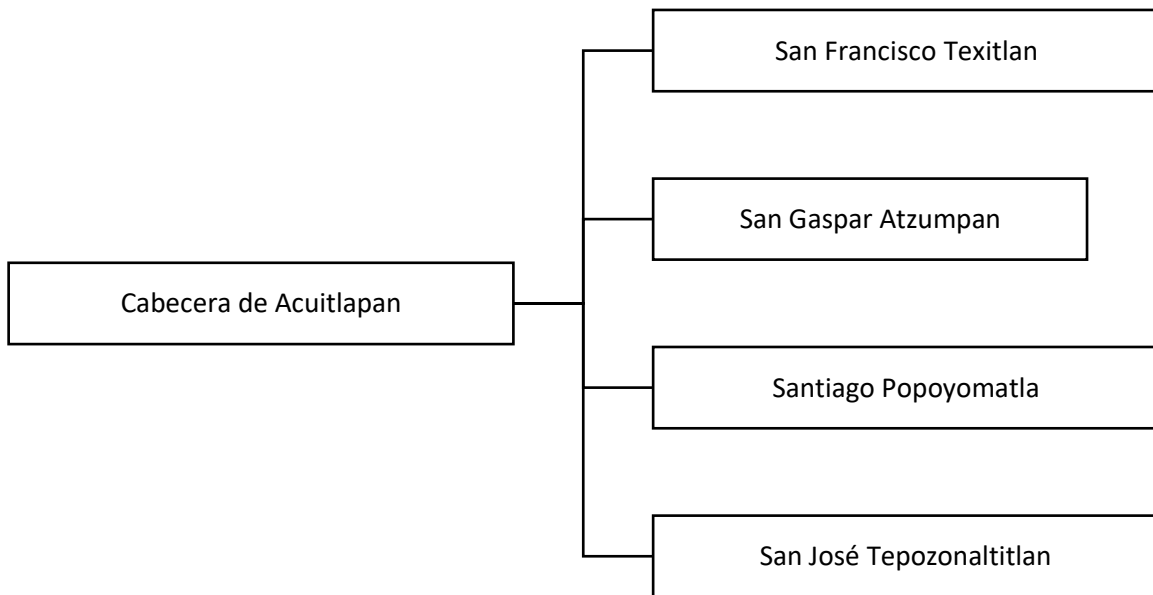 San Francisco Texitlan
San Gaspar Atzumpan
Cabecera de Acuitlapan
Santiago Popoyomatla
San José Tepozonaltitlan